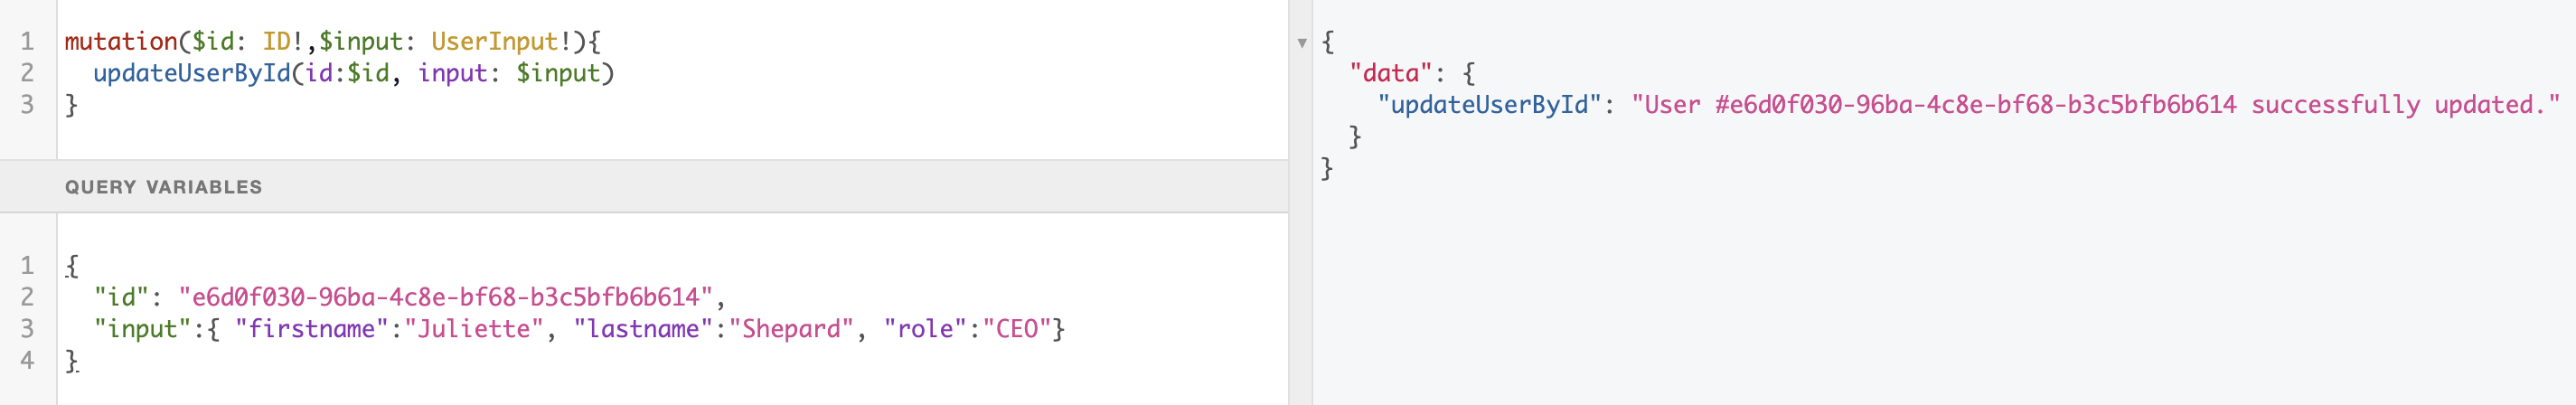 1 mutation($id: ID!,$input: UserInput!){
2   updateUserById(id:$id, input: $input)
3 }
QUERY VARIABLES
1 {
2   "id": "e6d0f030-96ba-4c8e-bf68-b3c5bfb6b614",
3   "input":{ "firstname":"Juliette", "lastname":"Shepard", "role":"CEO"}
4 }
{
  "data": {
    "updateUserById": "User #e6d0f030-96ba-4c8e-bf68-b3c5bfb6b614 successfully updated."
  }
}